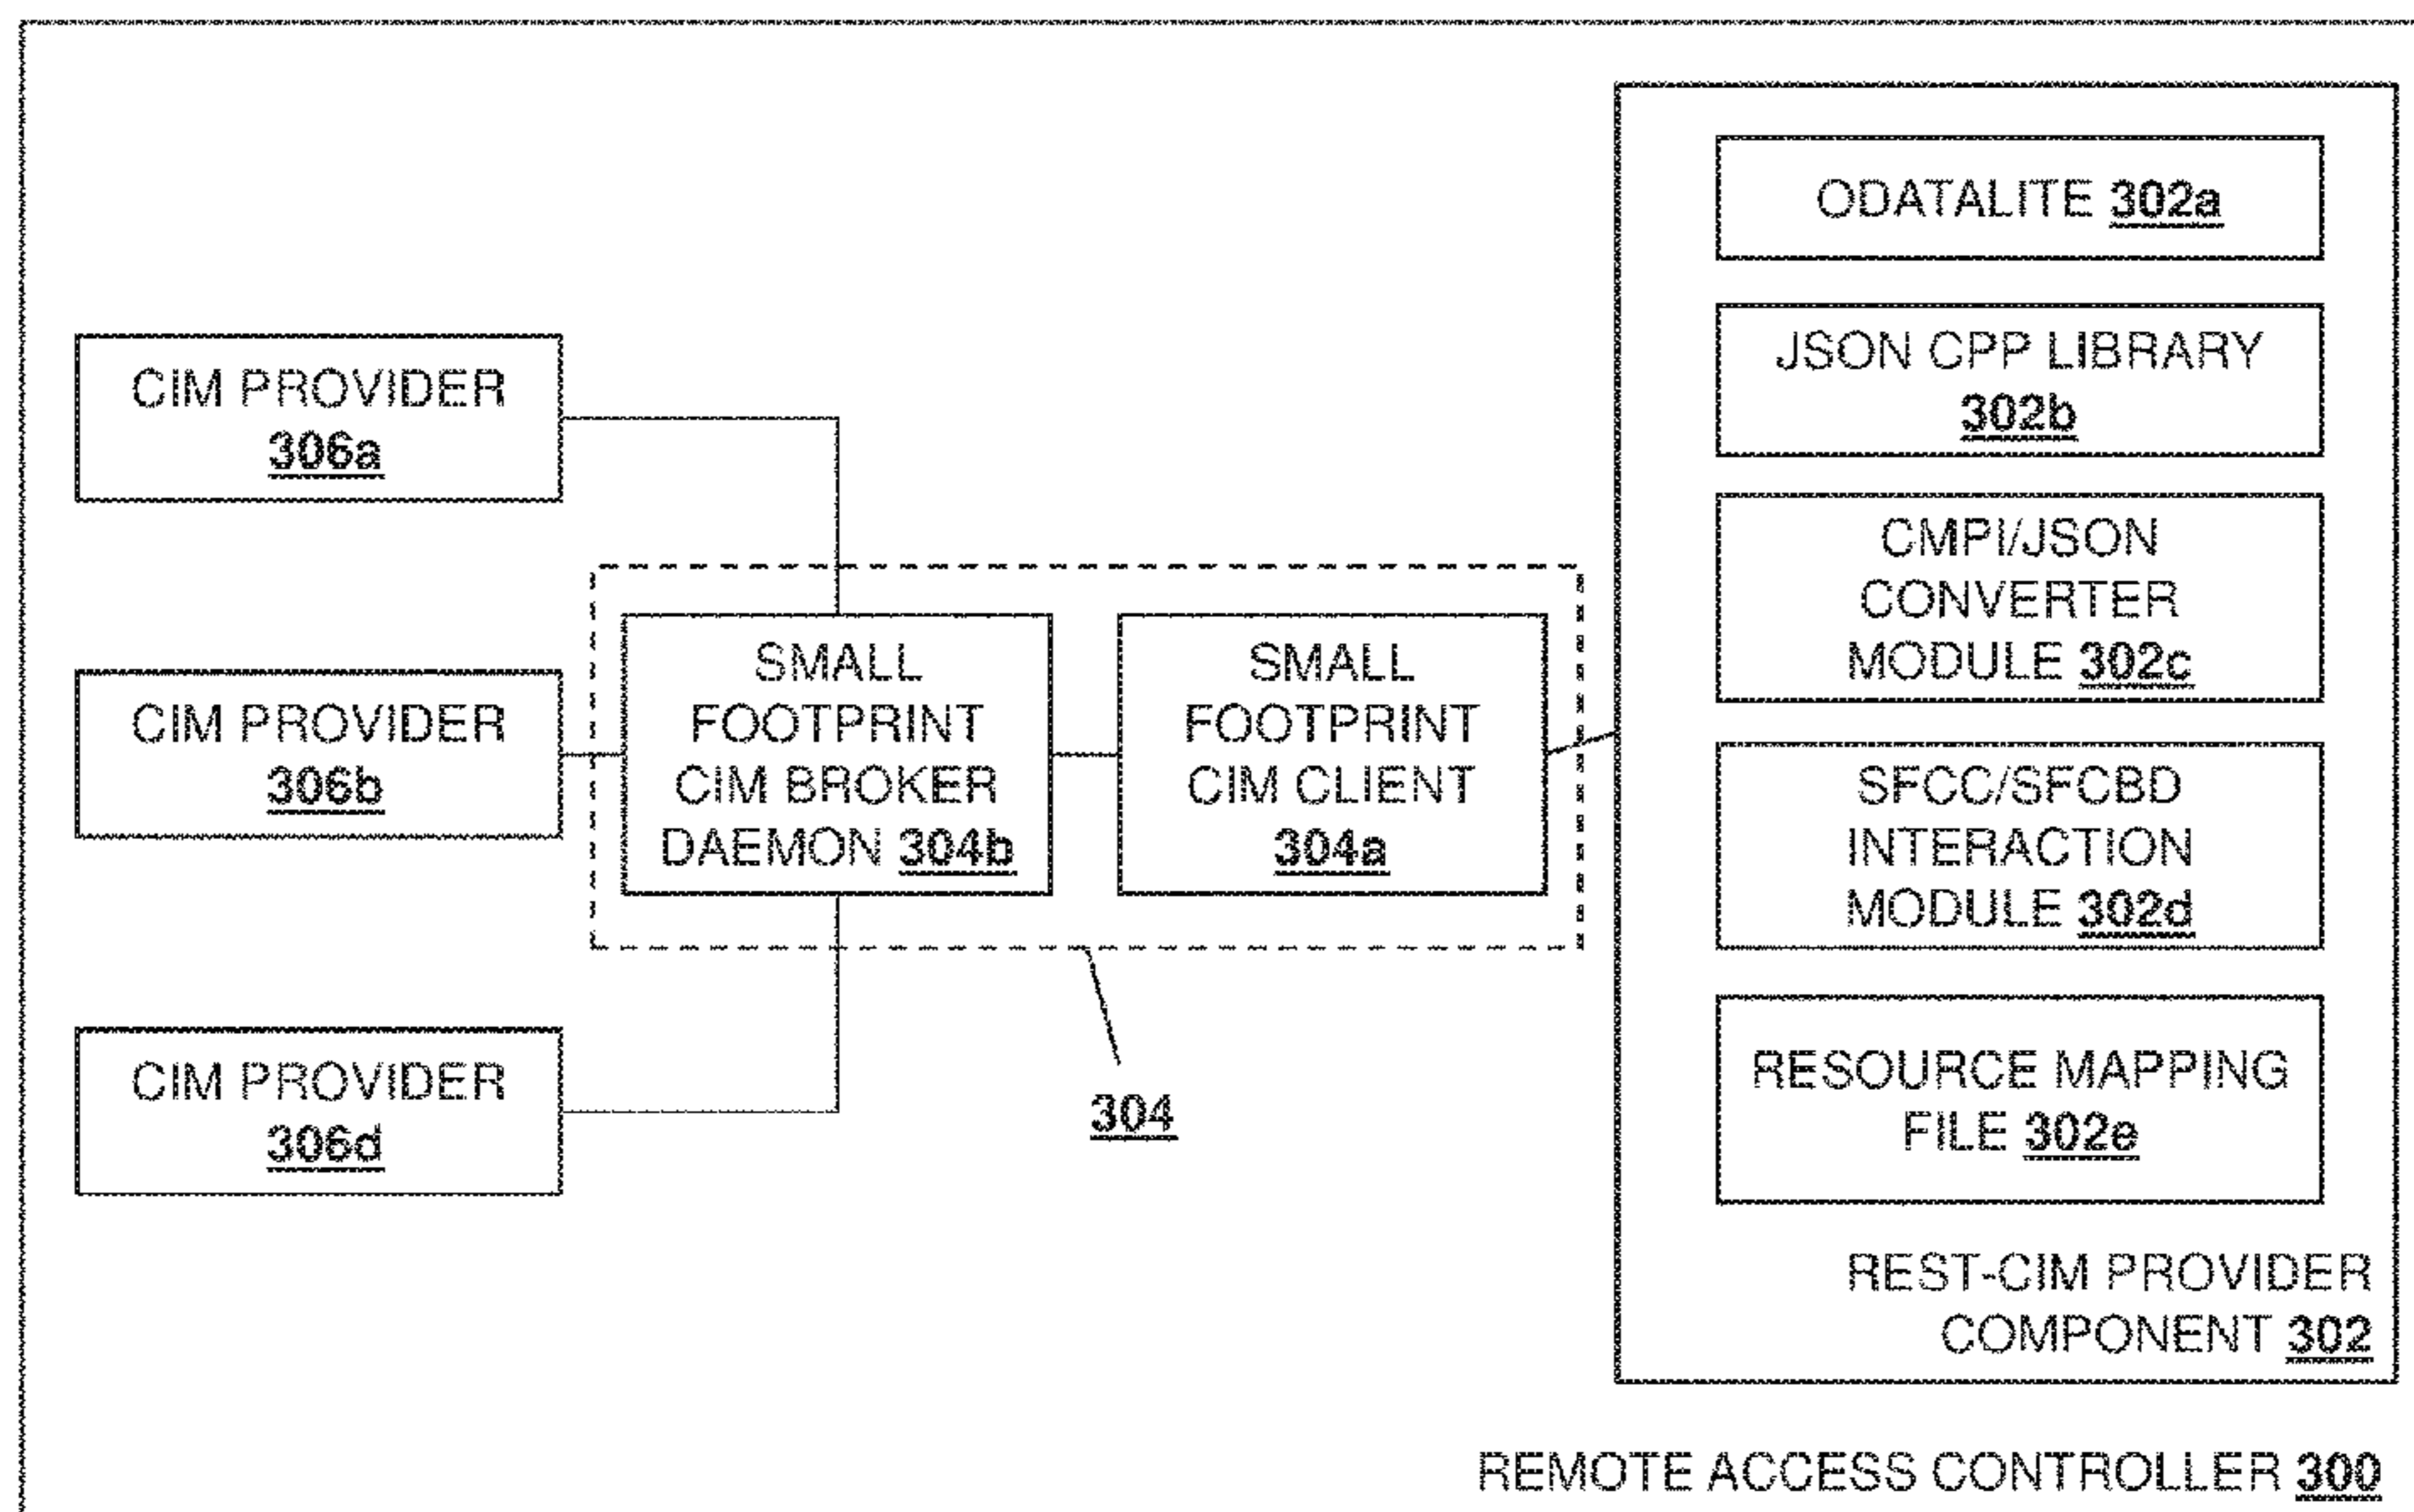 CIM PROVIDER
306a
CIM PROVIDER
306b
CIM PROVIDER
306d
SMALL
FOOTPRINT
CIM BROKER
DAEMON 304b
SMALL
FOOTPRINT
CIM CLIENT
304a
304
ODATALITE 302a
JSON CPP LIBRARY
302b
CMPI/JSON
CONVERTER
MODULE 302c
SFCC/SFCBD
INTERACTION
MODULE 302d
RESOURCE MAPPING
FILE 302e
REST-CIM PROVIDER
COMPONENT 302
REMOTE ACCESS CONTROLLER 300